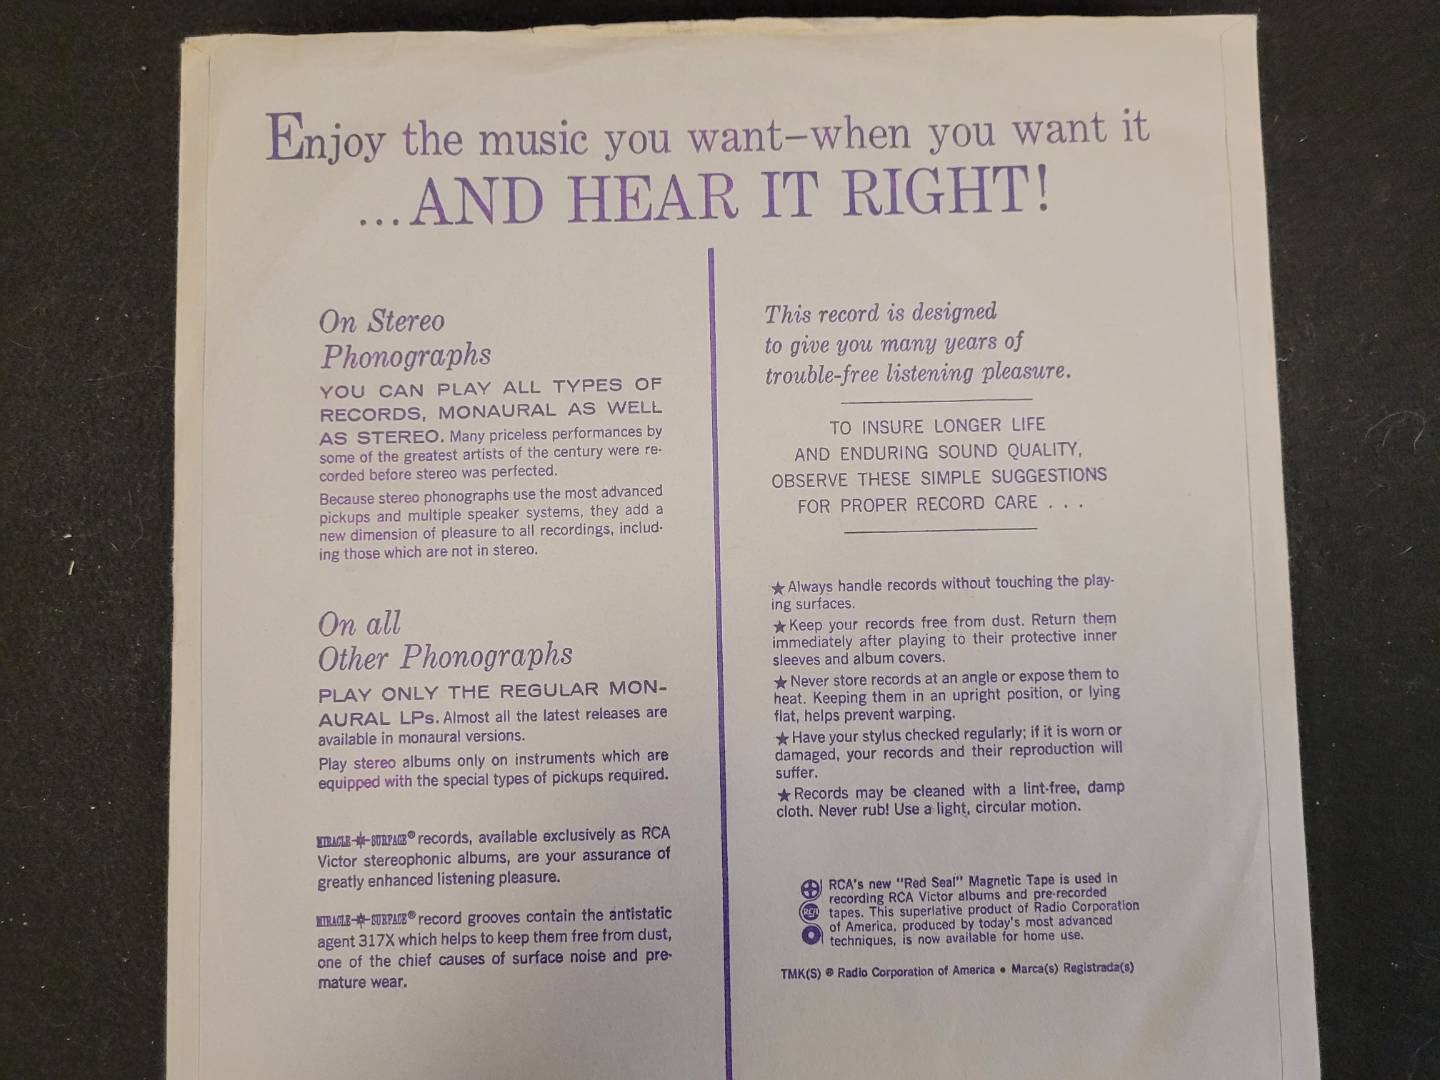 Enjoy the music you want–when you want it
...AND HEAR IT RIGHT!
On Stereo
Phonographs
YOU CAN PLAY ALL TYPES OF
RECORDS, MONAURAL AS WELL
AS STEREO. Many priceless performances by
some of the greatest artists of the century were re-
corded before stereo was perfected.
Because stereo phonographs use the most advanced
pickups and multiple speaker systems, they add a
new dimension of pleasure to all recordings, includ-
ing those which are not in stereo.
On all
Other Phonographs
PLAY ONLY THE REGULAR MON-
AURAL LPs. Almost all the latest releases are
available in monaural versions.
Play stereo albums only on instruments which are
equipped with the special types of pickups required.
MIRACLE SURFACE® records, available exclusively as RCA
Victor stereophonic albums, are your assurance of
greatly enhanced listening pleasure.
MIRACLE SURFACE® record grooves contain the antistatic
agent 317X which helps to keep them free from dust,
one of the chief causes of surface noise and pre-
mature wear.
This record is designed
to give you many years of
trouble-free listening pleasure.
TO INSURE LONGER LIFE
AND ENDURING SOUND QUALITY,
OBSERVE THESE SIMPLE SUGGESTIONS
FOR PROPER RECORD CARE . . .
★ Always handle records without touching the play-
ing surfaces.
★ Keep your records free from dust. Return them
immediately after playing to their protective inner
sleeves and album covers.
★ Never store records at an angle or expose them to
heat. Keeping them in an upright position, or lying
flat, helps prevent warping.
★ Have your stylus checked regularly; if it is worn or
damaged, your records and their reproduction will
suffer.
★ Records may be cleaned with a lint-free, damp
cloth. Never rub! Use a light, circular motion.
RCA's new "Red Seal" Magnetic Tape is used in
recording RCA Victor albums and pre-recorded
RCA tapes. This superlative product of Radio Corporation
of America, produced by today's most advanced
techniques, is now available for home use.
TMK(S) ® Radio Corporation of America • Marca(s) Registrada(s)